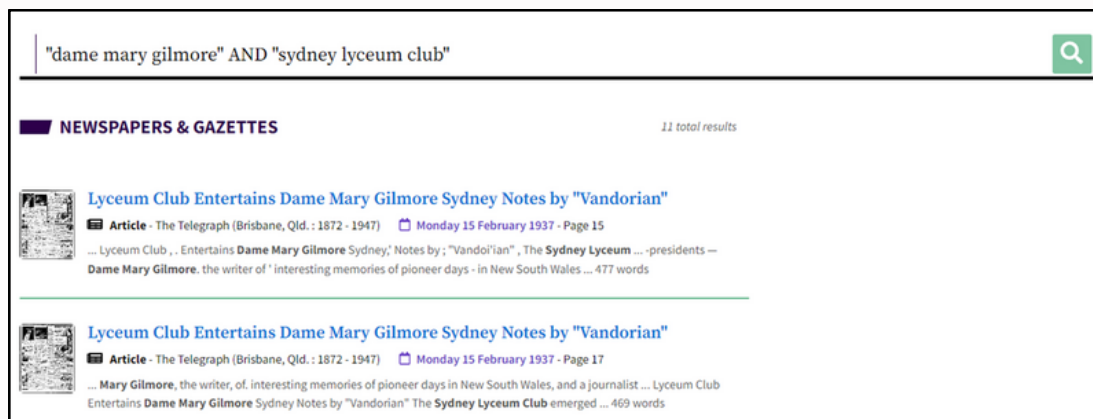 "dame mary gilmore" AND "sydney lyceum club"
NEWSPAPERS & GAZETTES
11 total results
Lyceum Club Entertains Dame Mary Gilmore Sydney Notes by "Vandorian"
Article - The Telegraph (Brisbane, Qld. : 1872 - 1947) Monday 15 February 1937 - Page 15
... Lyceum Club , . Entertains Dame Mary Gilmore Sydney,' Notes by ; "Vandoi'ian" , The Sydney Lyceum ... -presidents —
Dame Mary Gilmore. the writer of ' interesting memories of pioneer days - in New South Wales ... 477 words
Lyceum Club Entertains Dame Mary Gilmore Sydney Notes by "Vandorian"
Article - The Telegraph (Brisbane, Qld. : 1872 - 1947) Monday 15 February 1937 - Page 17
... Mary Gilmore, the writer, of. interesting memories of pioneer days in New South Wales, and a journalist ... Lyceum Club
Entertains Dame Mary Gilmore Sydney Notes by "Vandorian" The Sydney Lyceum Club emerged ... 469 words